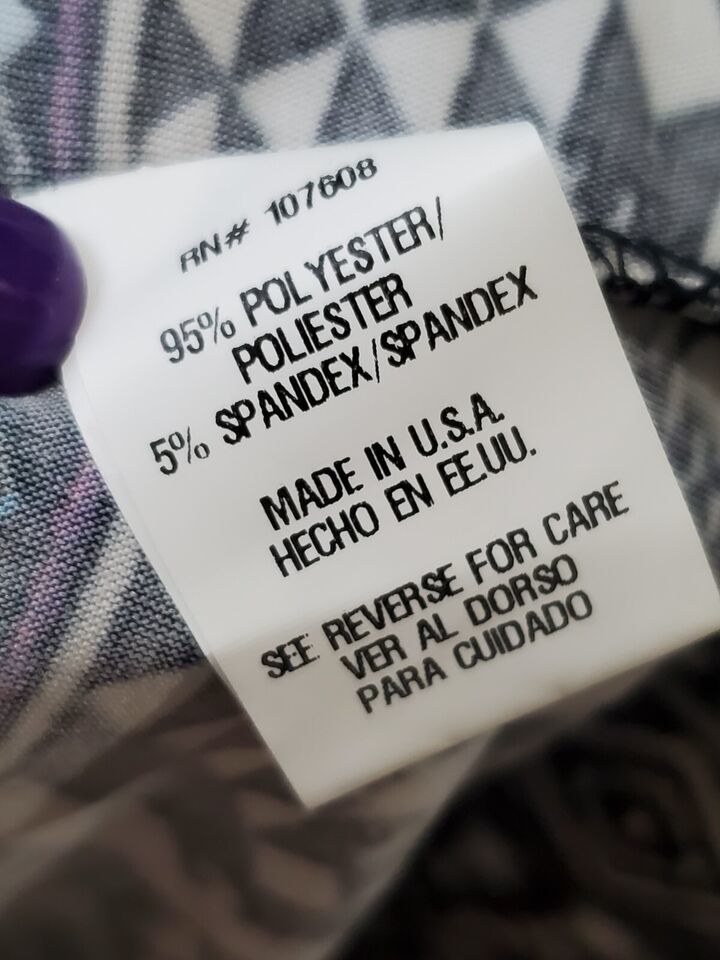 RN# 107608
95% POLYESTER/
POLIESTER
5% SPANDEX/SPANDEX
MADE IN U.S.A.
HECHO EN EE.UU.
SEE REVERSE FOR CARE
VER AL DORSO
PARA CUIDADO